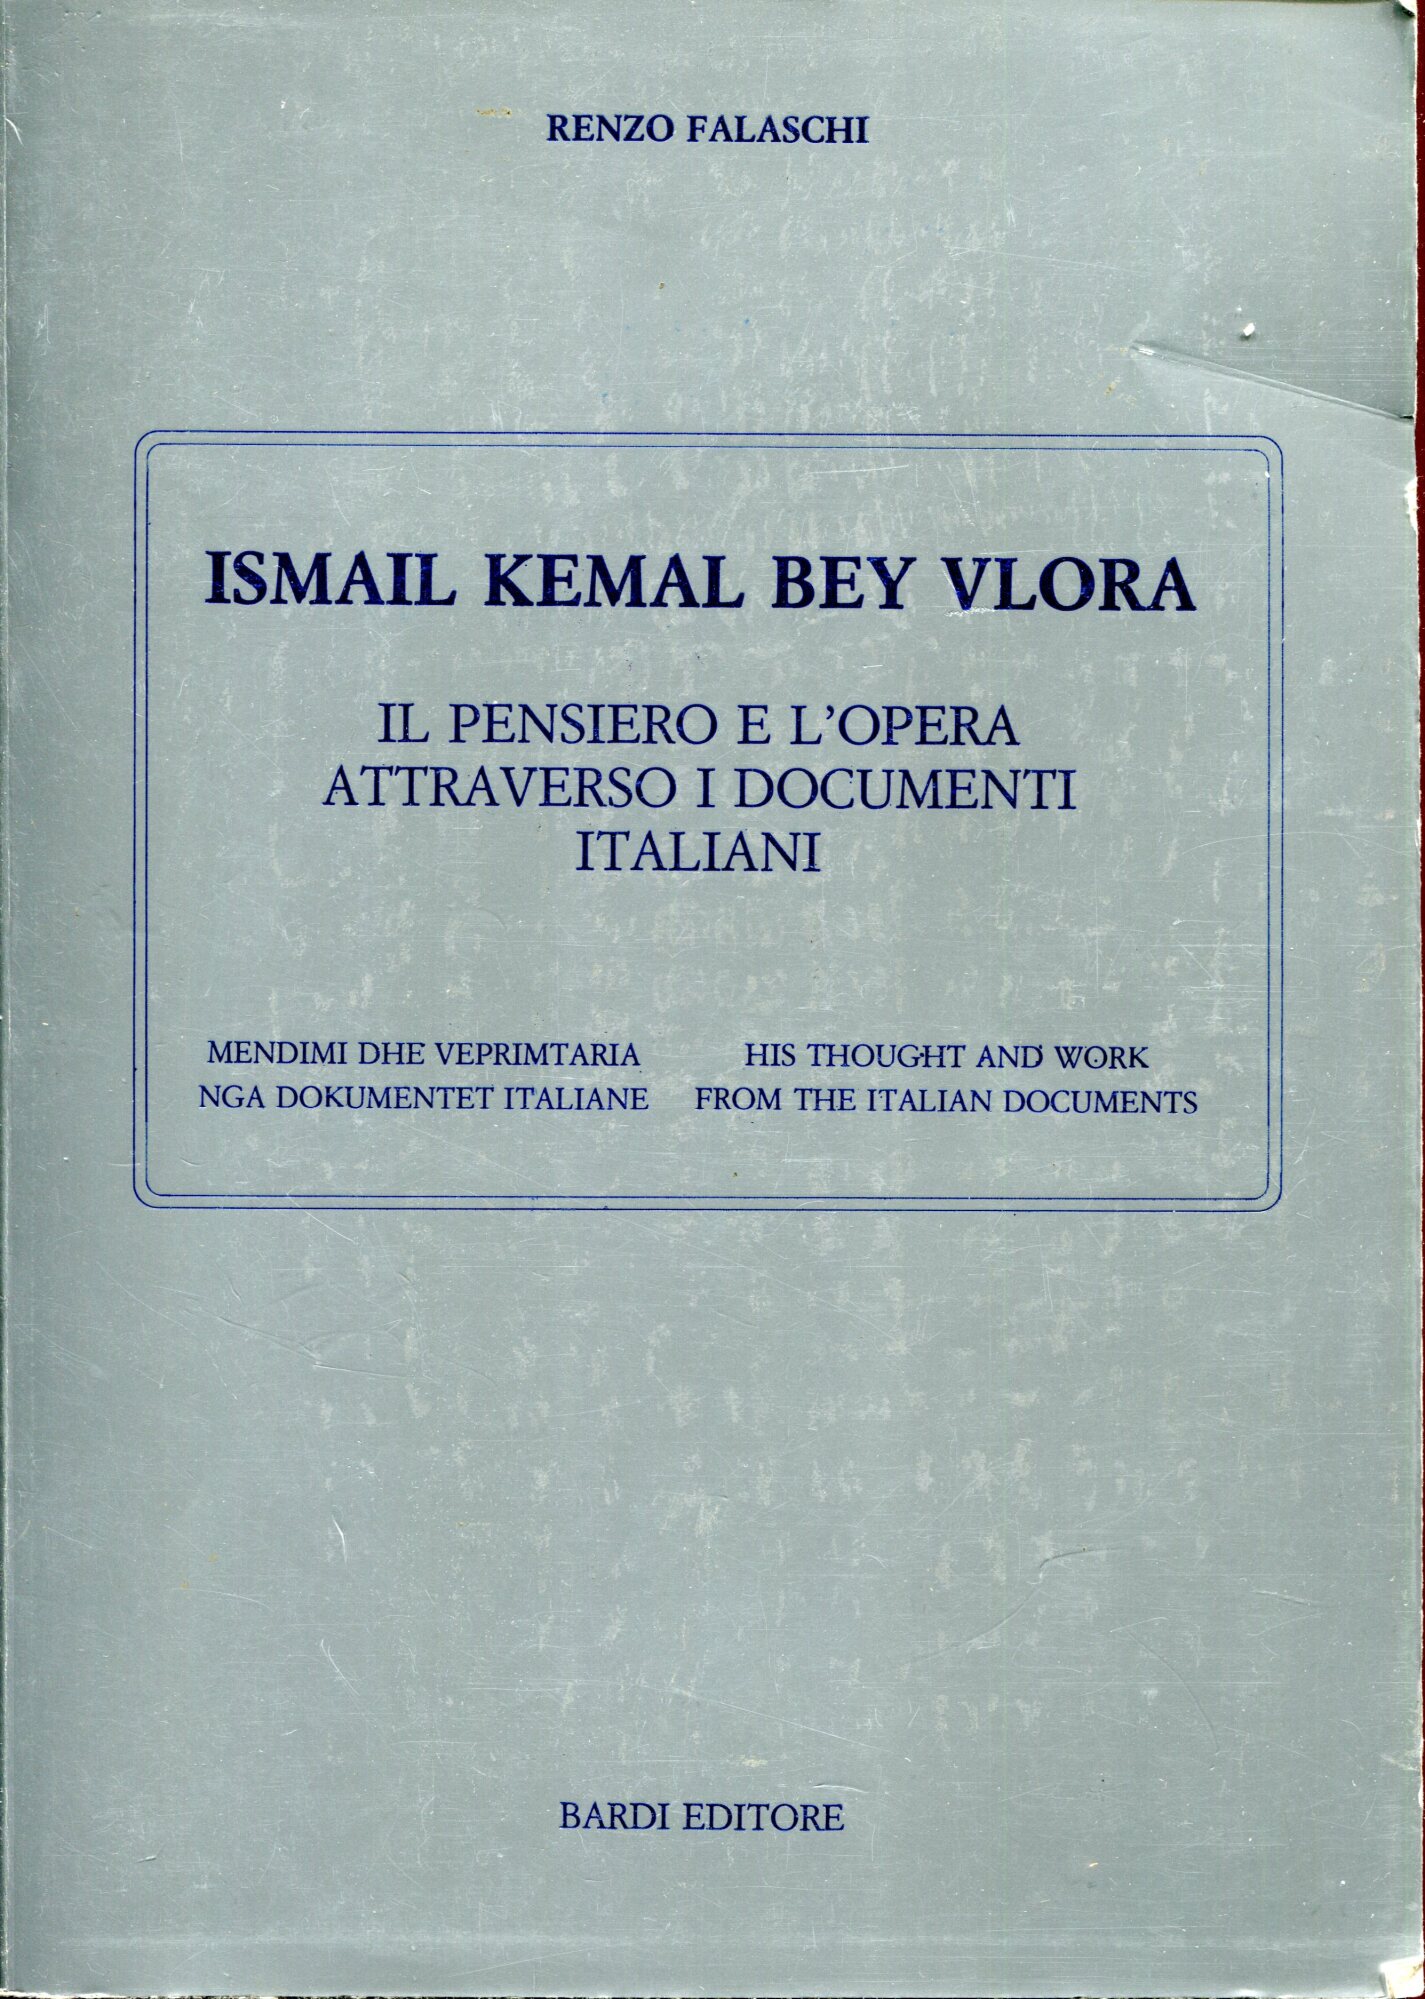 RENZO FALASCHI
ISMAIL KEMAL BEY VLORA
IL PENSIERO E L'OPERA
ATTRAVERSO I DOCUMENTI
ITALIANI
MENDIMI DHE VEPRIMTARIA
NGA DOKUMENTET ITALIANE
HIS THOUGHT AND WORK
FROM THE ITALIAN DOCUMENTS
BARDI EDITORE